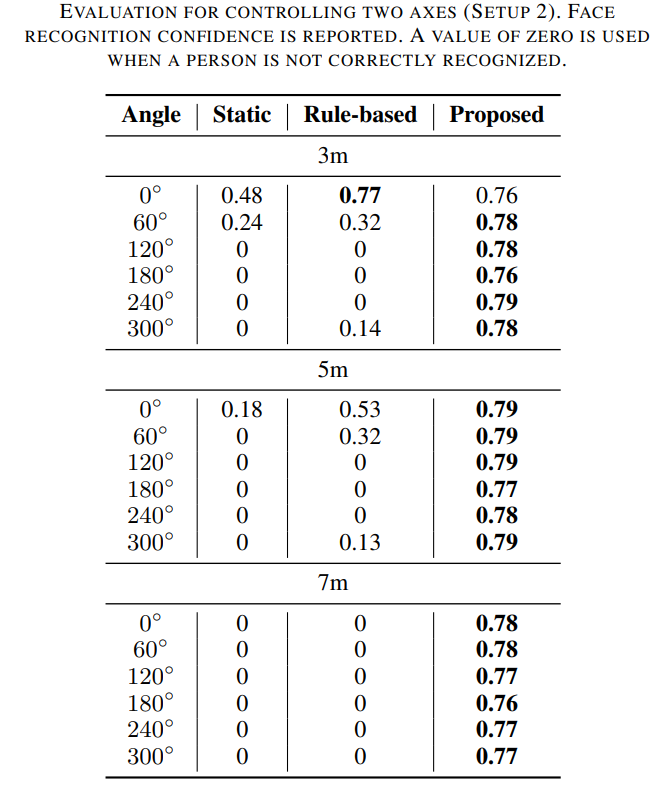 EVALUATION FOR CONTROLLING TWO AXES (SETUP 2). FACE
RECOGNITION CONFIDENCE IS REPORTED. A VALUE OF ZERO IS USED
WHEN A PERSON IS NOT CORRECTLY RECOGNIZED.
Angle Static Rule-based Proposed
3m
0° 0.48 0.77 0.76
60° 0.24 0.32 0.78
120° 0 0 0.78
180° 0 0 0.76
240° 0 0 0.79
300° 0 0.14 0.78
5m
0° 0.18 0.53 0.79
60° 0 0.32 0.79
120° 0 0 0.79
180° 0 0 0.77
240° 0 0 0.78
300° 0 0.13 0.79
7m
0° 0 0 0.78
60° 0 0 0.78
120° 0 0 0.77
180° 0 0 0.76
240° 0 0 0.77
300° 0 0 0.77